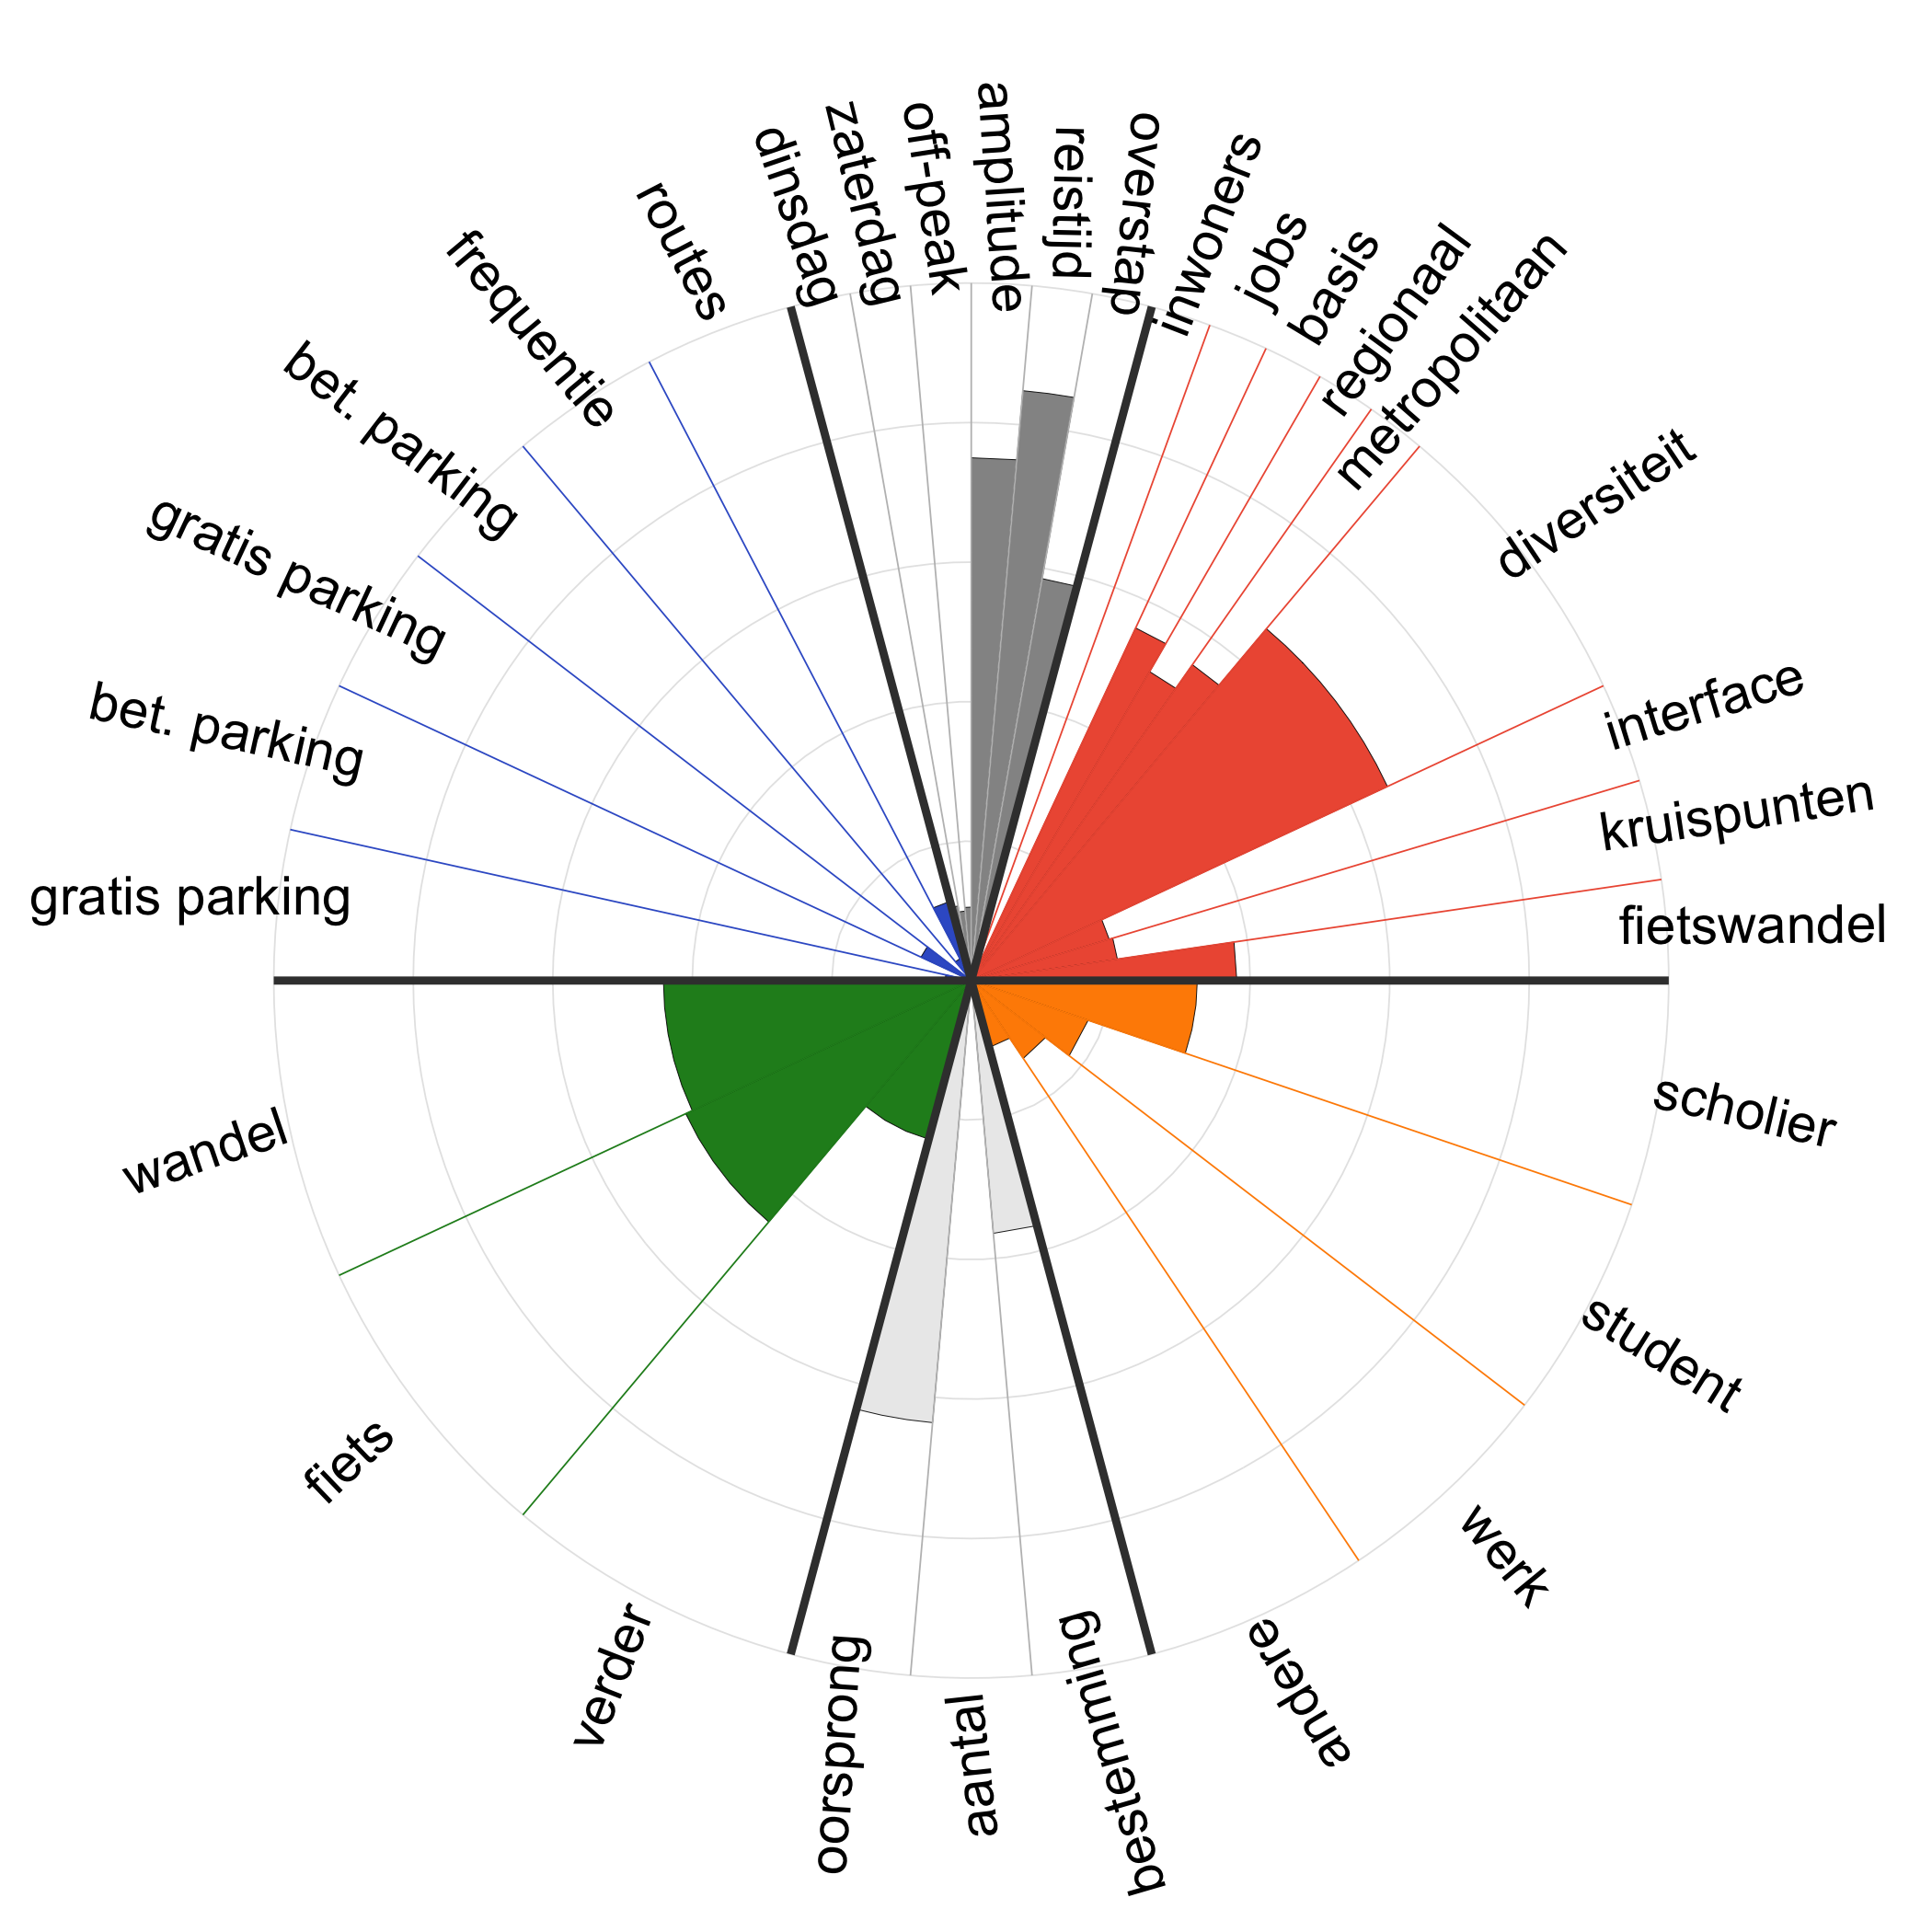 amplitude
reistijd
overstap
inwoners
jobs
basis
regionaal
metropolitaan
diversiteit
interface
kruispunten
fietswandel
scholier
student
werk
andere
bestemming
aantal
oorsprong
verder
fiets
wandel
gratis parking
bet. parking
gratis parking
bet. parking
frequentie
routes
dinsdag
zaterdag
off-peak